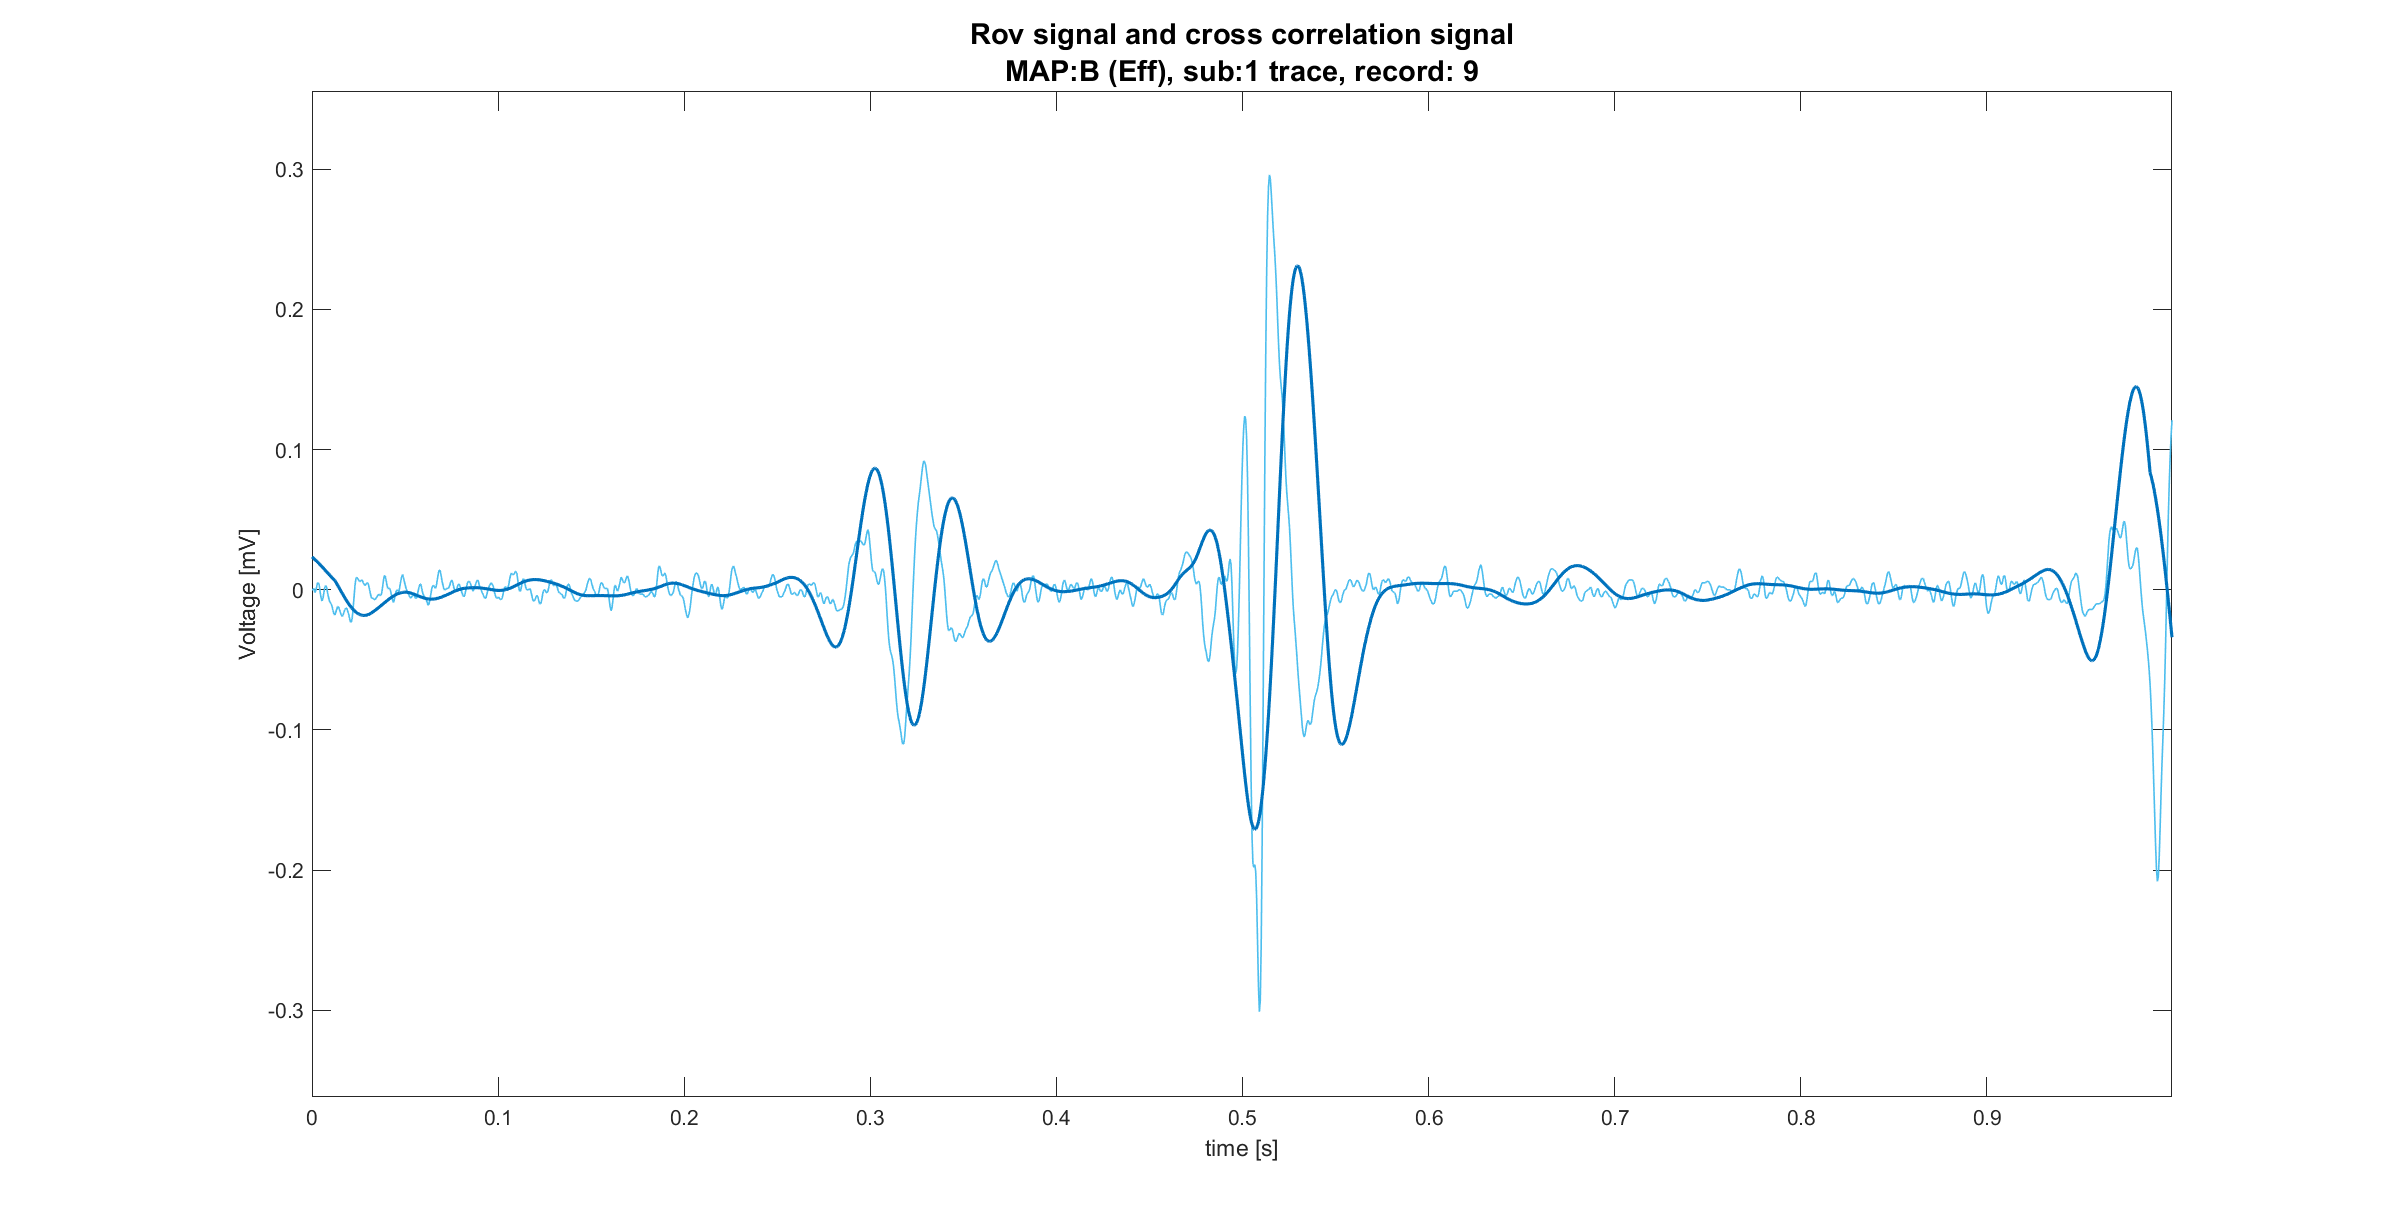 Rov signal and cross correlation signal
MAP:B (Eff), sub:1 trace, record: 9
Voltage [mV]
0.3
0.2
0.1
0
-0.1
-0.2
-0.3
0 0.1 0.2 0.3 0.4 0.5 0.6 0.7 0.8 0.9
time [s]